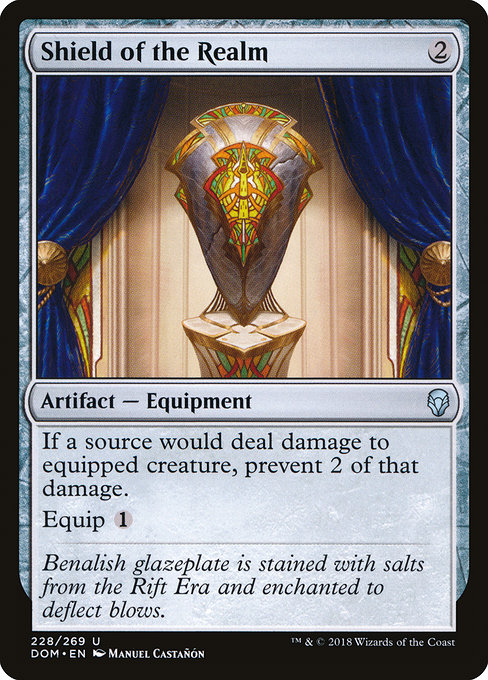 Shield of the Realm 2
Artifact — Equipment
If a source would deal damage to
equipped creature, prevent 2 of that
damage.
Equip 1
Benalish glazeplate is stained with salts
from the Rift Era and enchanted to
deflect blows.
228/269 U
™ & © 2018 Wizards of the Coast
DOM • EN Manuel Castañón